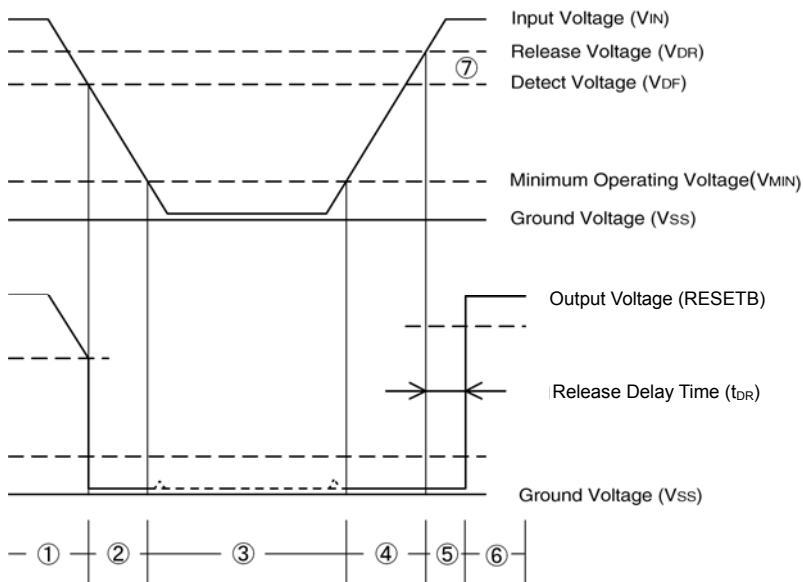 Input Voltage (VIN)
Release Voltage (VDR)
⑦
Detect Voltage (VDF)
Minimum Operating Voltage(VMIN)
Ground Voltage (VSS)
Output Voltage (RESETB)
Release Delay Time (tDR)
Ground Voltage (VSS)
① ② ③ ④ ⑤ ⑥